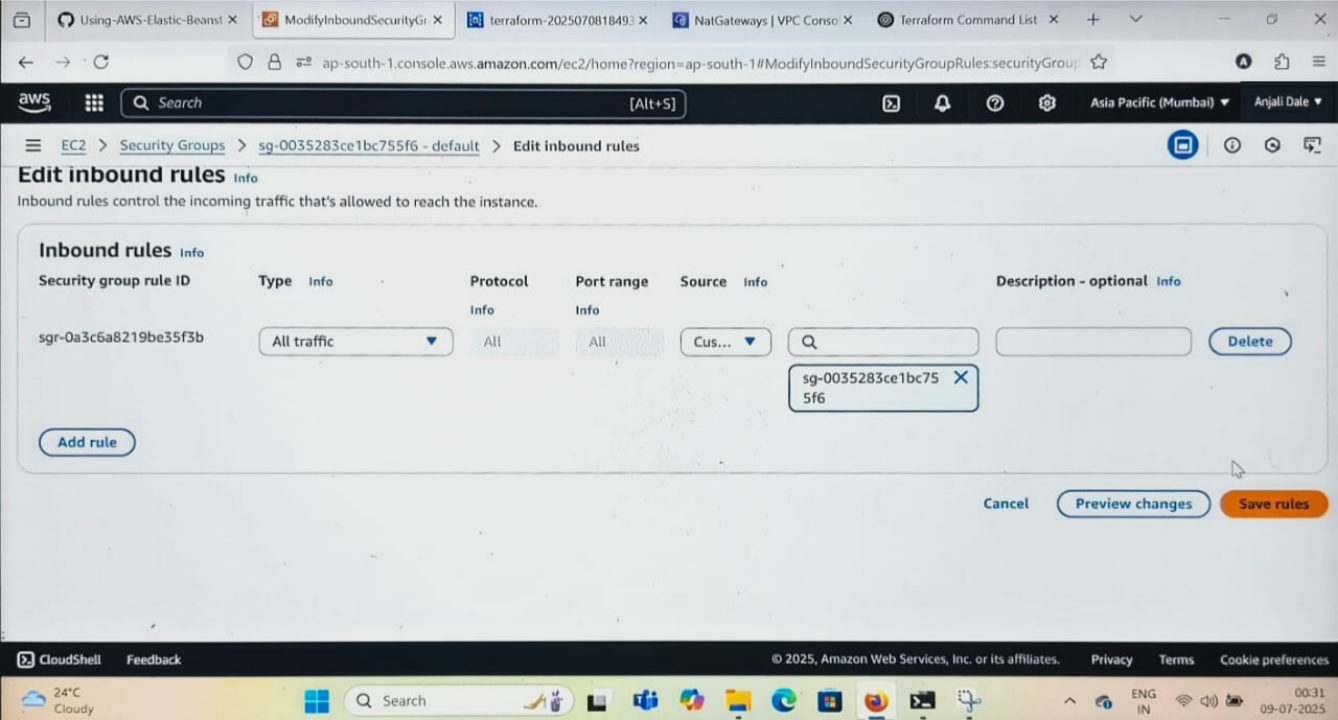 Using-AWS-Elastic-Beanst
ModifyInboundSecurityGr
terraform-2025070818493
NatGateways | VPC Conso
Terraform Command List
ap-south-1.console.aws.amazon.com/ec2/home?region=ap-south-1#ModifyInboundSecurityGroupRules:securityGroup
aws
Search
[Alt+S]
Asia Pacific (Mumbai)
Anjali Dale
EC2 > Security Groups > sg-0035283ce1bc755f6 - default > Edit inbound rules
Edit inbound rules Info
Inbound rules control the incoming traffic that's allowed to reach the instance.
Inbound rules Info
Security group rule ID Type Info Protocol Port range Source Info Description - optional Info
Info Info
sgr-0a3c6a8219be35f3b All traffic All All Cus... Delete
sg-0035283ce1bc75
5f6
Add rule
Cancel Preview changes Save rules
CloudShell Feedback © 2025, Amazon Web Services, Inc. or its affiliates. Privacy Terms Cookie preferences
24°C
Cloudy
Search
ENG
IN
00:31
09-07-2025